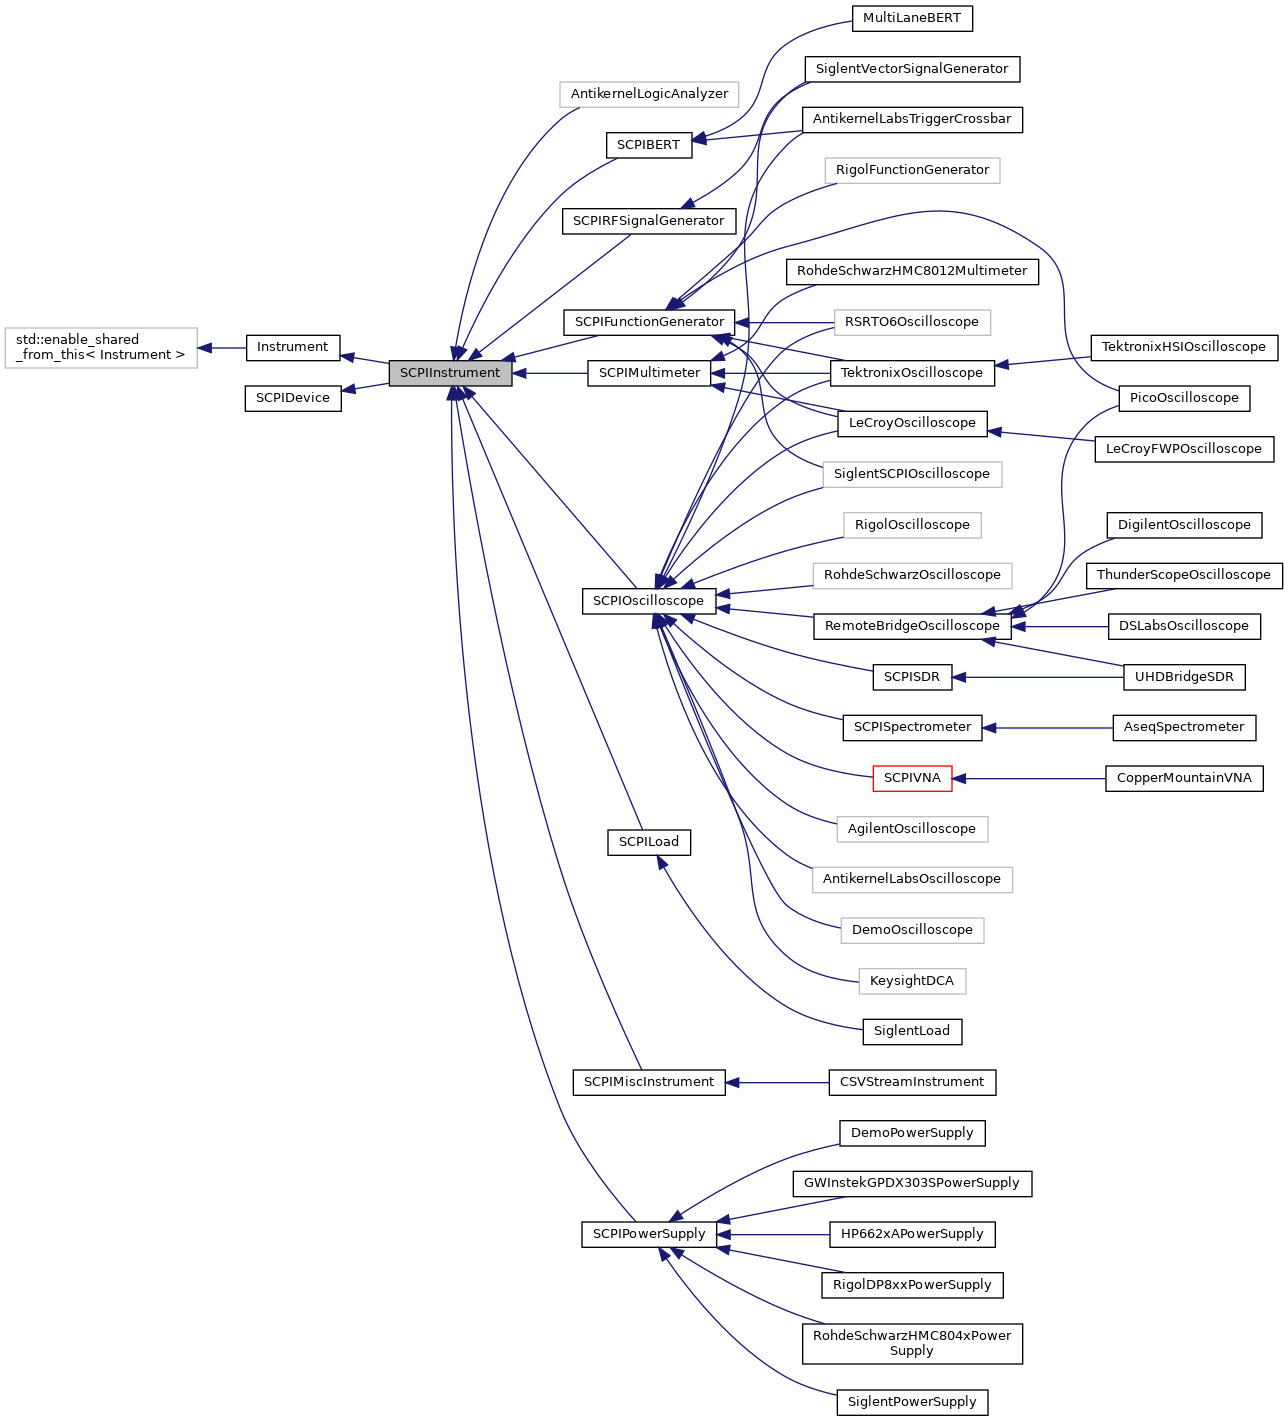 MultiLaneBERT
SiglentVectorSignalGenerator
AntikernelLogicAnalyzer
AntikernelLabsTriggerCrossbar
SCPIBERT
RigolFunctionGenerator
SCPIRFSignalGenerator
RohdeSchwarzHMC8012Multimeter
SCPIFunctionGenerator
RSRTO6Oscilloscope
std::enable_shared
_from_this< Instrument >
Instrument
TektronixHSIOscilloscope
SCPIInstrument
SCPIMultimeter
TektronixOscilloscope
SCPIDevice
PicoOscilloscope
LeCroyOscilloscope
LeCroyFWPOscilloscope
SiglentSCPIOscilloscope
RigolOscilloscope
DigilentOscilloscope
RohdeSchwarzOscilloscope
ThunderScopeOscilloscope
SCPIOscilloscope
RemoteBridgeOscilloscope
DSLabsOscilloscope
SCPISDR
UHDBridgeSDR
SCPISpectrometer
AseqSpectrometer
SCPIVNA
CopperMountainVNA
AgilentOscilloscope
SCPILoad
AntikernelLabsOscilloscope
DemoOscilloscope
KeysightDCA
SiglentLoad
SCPIMiscInstrument
CSVStreamInstrument
DemoPowerSupply
GWInstekGPDX303SPowerSupply
SCPIPowerSupply
HP662xAPowerSupply
RigolDP8xxPowerSupply
RohdeSchwarzHMC804xPower
Supply
SiglentPowerSupply